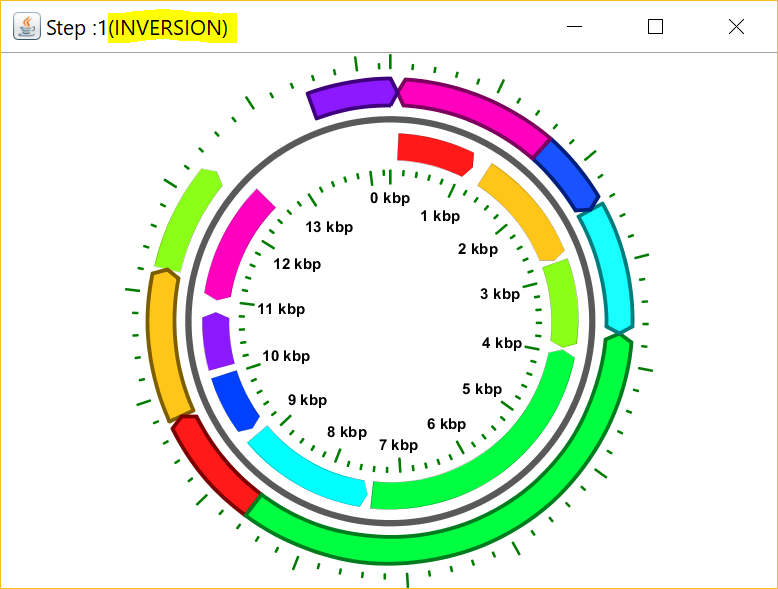 Step :1(INVERSION)
0 kbp
1 kbp
2 kbp
3 kbp
4 kbp
5 kbp
6 kbp
7 kbp
8 kbp
9 kbp
10 kbp
11 kbp
12 kbp
13 kbp